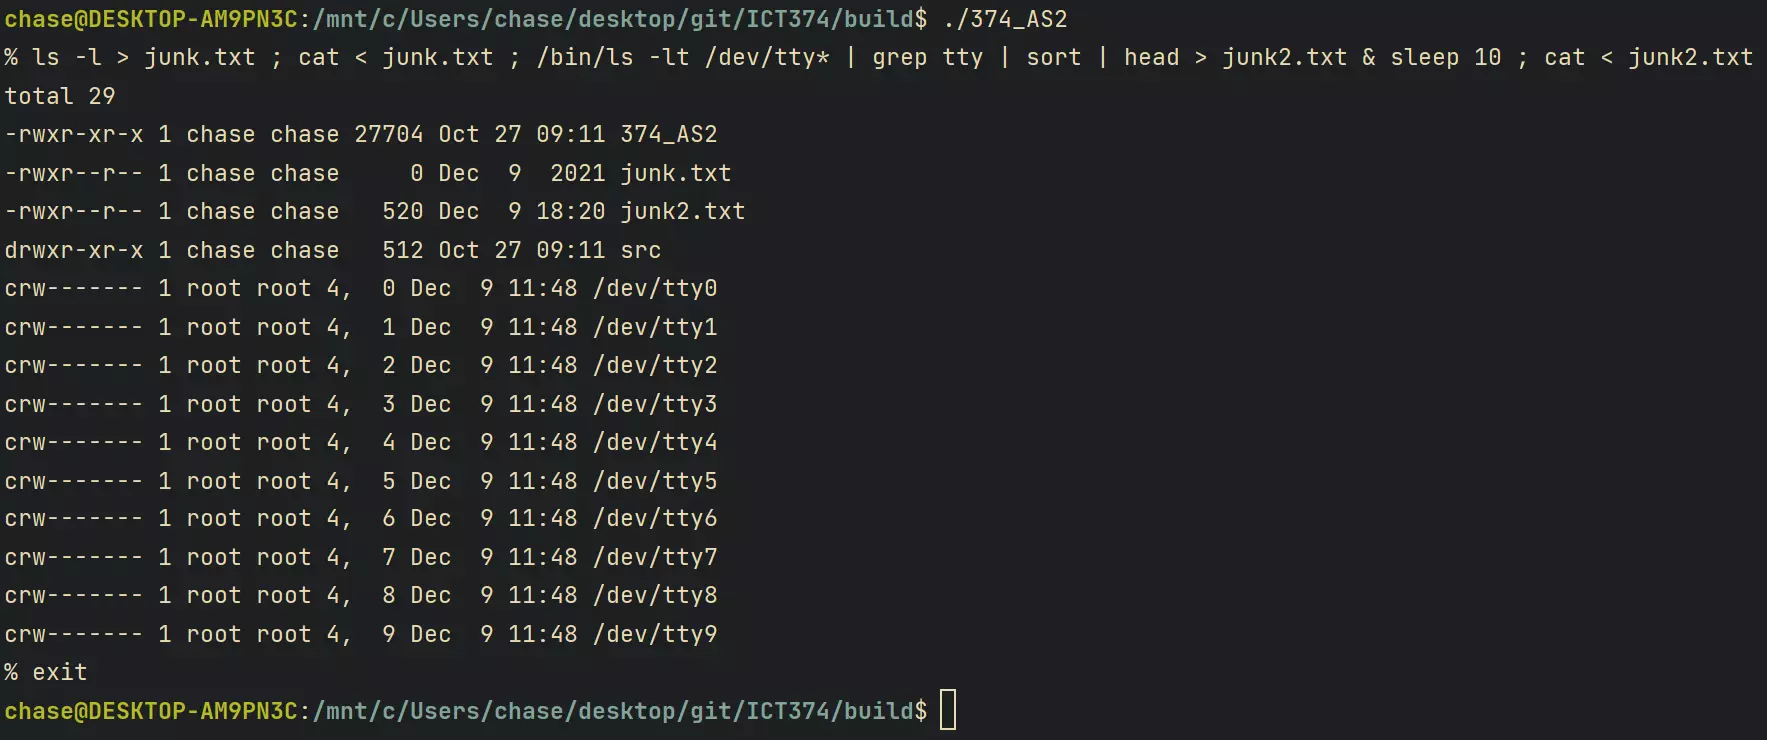 chase@DESKTOP-AM9PN3C:/mnt/c/Users/chase/desktop/git/ICT374/build$ ./374_AS2
% ls -l > junk.txt ; cat < junk.txt ; /bin/ls -lt /dev/tty* | grep tty | sort | head > junk2.txt & sleep 10 ; cat < junk2.txt
total 29
-rwxr-xr-x 1 chase chase 27704 Oct 27 09:11 374_AS2
-rwxr--r-- 1 chase chase     0 Dec  9  2021 junk.txt
-rwxr--r-- 1 chase chase   520 Dec  9 18:20 junk2.txt
drwxr-xr-x 1 chase chase   512 Oct 27 09:11 src
crw------- 1 root root 4,  0 Dec  9 11:48 /dev/tty0
crw------- 1 root root 4,  1 Dec  9 11:48 /dev/tty1
crw------- 1 root root 4,  2 Dec  9 11:48 /dev/tty2
crw------- 1 root root 4,  3 Dec  9 11:48 /dev/tty3
crw------- 1 root root 4,  4 Dec  9 11:48 /dev/tty4
crw------- 1 root root 4,  5 Dec  9 11:48 /dev/tty5
crw------- 1 root root 4,  6 Dec  9 11:48 /dev/tty6
crw------- 1 root root 4,  7 Dec  9 11:48 /dev/tty7
crw------- 1 root root 4,  8 Dec  9 11:48 /dev/tty8
crw------- 1 root root 4,  9 Dec  9 11:48 /dev/tty9
% exit
chase@DESKTOP-AM9PN3C:/mnt/c/Users/chase/desktop/git/ICT374/build$